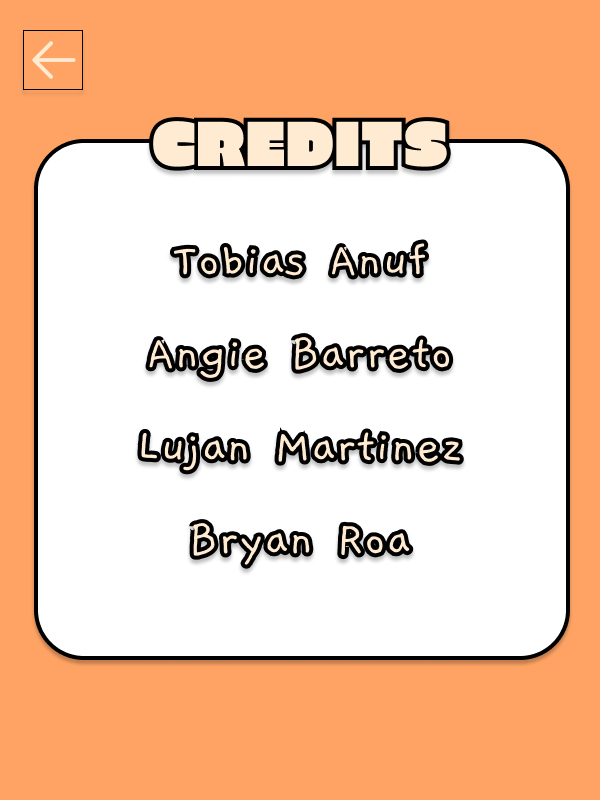 CREDITS
Tobias Anuf
Angie Barreto
Lujan Martinez
Bryan Roa